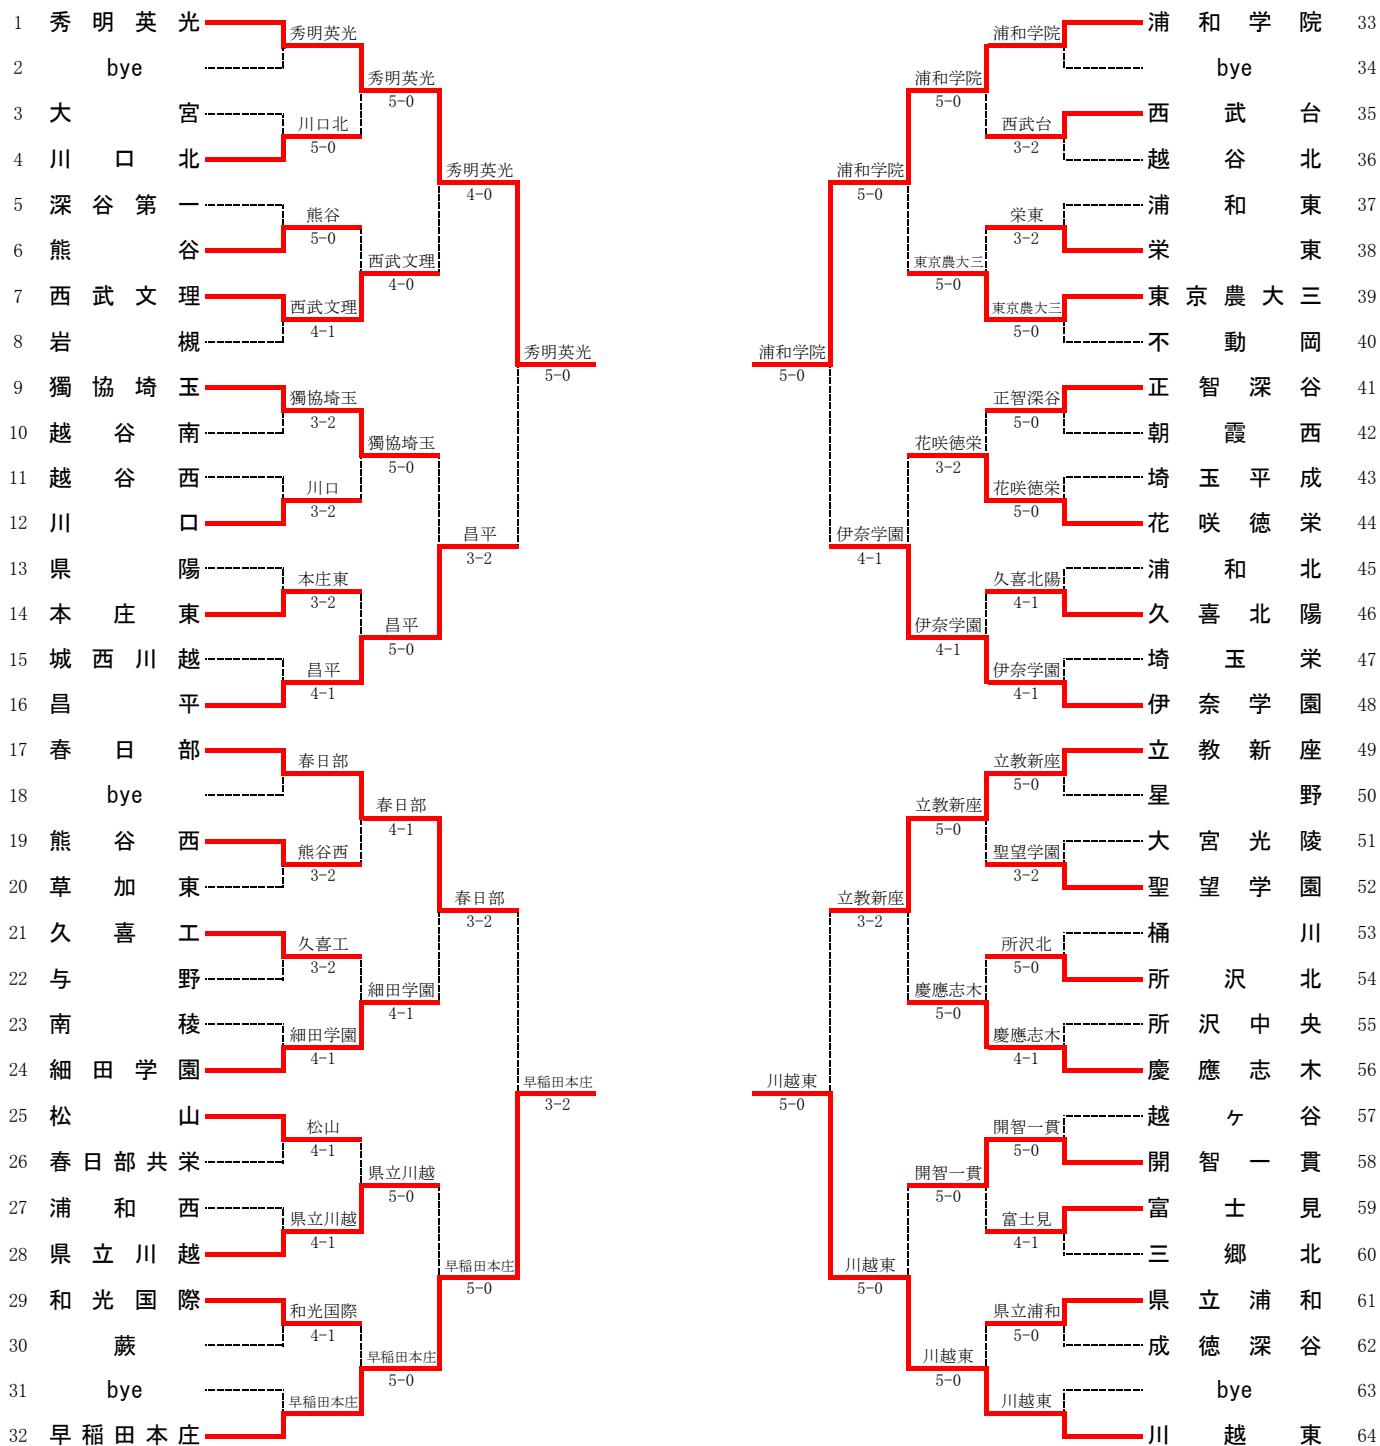 1 秀明英光
2 bye
3 大宮
4 川口北
5 深谷第一
6 熊谷
7 西武文理
8 岩槻
9 獨協埼玉
10 越谷南
11 越谷西
12 川口
13 県陽
14 本庄東
15 城西川越
16 昌平
17 春日部
18 bye
19 熊谷西
20 草加東
21 久喜工
22 与野
23 南稜
24 細田学園
25 松山
26 春日部共栄
27 浦和西
28 県立川越
29 和光国際
30 蕨
31 bye
32 早稲田本庄
秀明英光
川口北
5-0
熊谷
5-0
西武文理
4-1
獨協埼玉
3-2
川口
3-2
本庄東
3-2
昌平
4-1
春日部
熊谷西
3-2
久喜工
3-2
細田学園
4-1
松山
4-1
県立川越
4-1
和光国際
4-1
早稲田本庄
秀明英光
5-0
西武文理
4-0
獨協埼玉
5-0
昌平
5-0
春日部
4-1
細田学園
4-1
県立川越
5-0
早稲田本庄
5-0
秀明英光
4-0
昌平
3-2
春日部
3-2
早稲田本庄
5-0
秀明英光
5-0
早稲田本庄
3-2
浦和学院
5-0
川越東
5-0
浦和学院
5-0
伊奈学園
4-1
立教新座
3-2
川越東
5-0
浦和学院
5-0
東京農大三
5-0
花咲徳栄
3-2
伊奈学園
4-1
立教新座
5-0
慶應志木
5-0
開智一貫
5-0
川越東
5-0
浦和学院
西武台
3-2
栄東
3-2
東京農大三
5-0
正智深谷
5-0
花咲徳栄
5-0
久喜北陽
4-1
伊奈学園
4-1
立教新座
5-0
聖望学園
3-2
所沢北
5-0
慶應志木
4-1
開智一貫
5-0
富士見
4-1
県立浦和
5-0
川越東
浦和学院 33
bye 34
西武台 35
越谷北 36
浦和東 37
栄東 38
東京農大三 39
不動岡 40
正智深谷 41
朝霞西 42
埼玉平成 43
花咲徳栄 44
浦和北 45
久喜北陽 46
埼玉栄 47
伊奈学園 48
立教新座 49
星野 50
大宮光陵 51
聖望学園 52
桶川 53
所沢北 54
所沢中央 55
慶應志木 56
越ヶ谷 57
開智一貫 58
富士見 59
三郷北 60
県立浦和 61
成徳深谷 62
bye 63
川越東 64